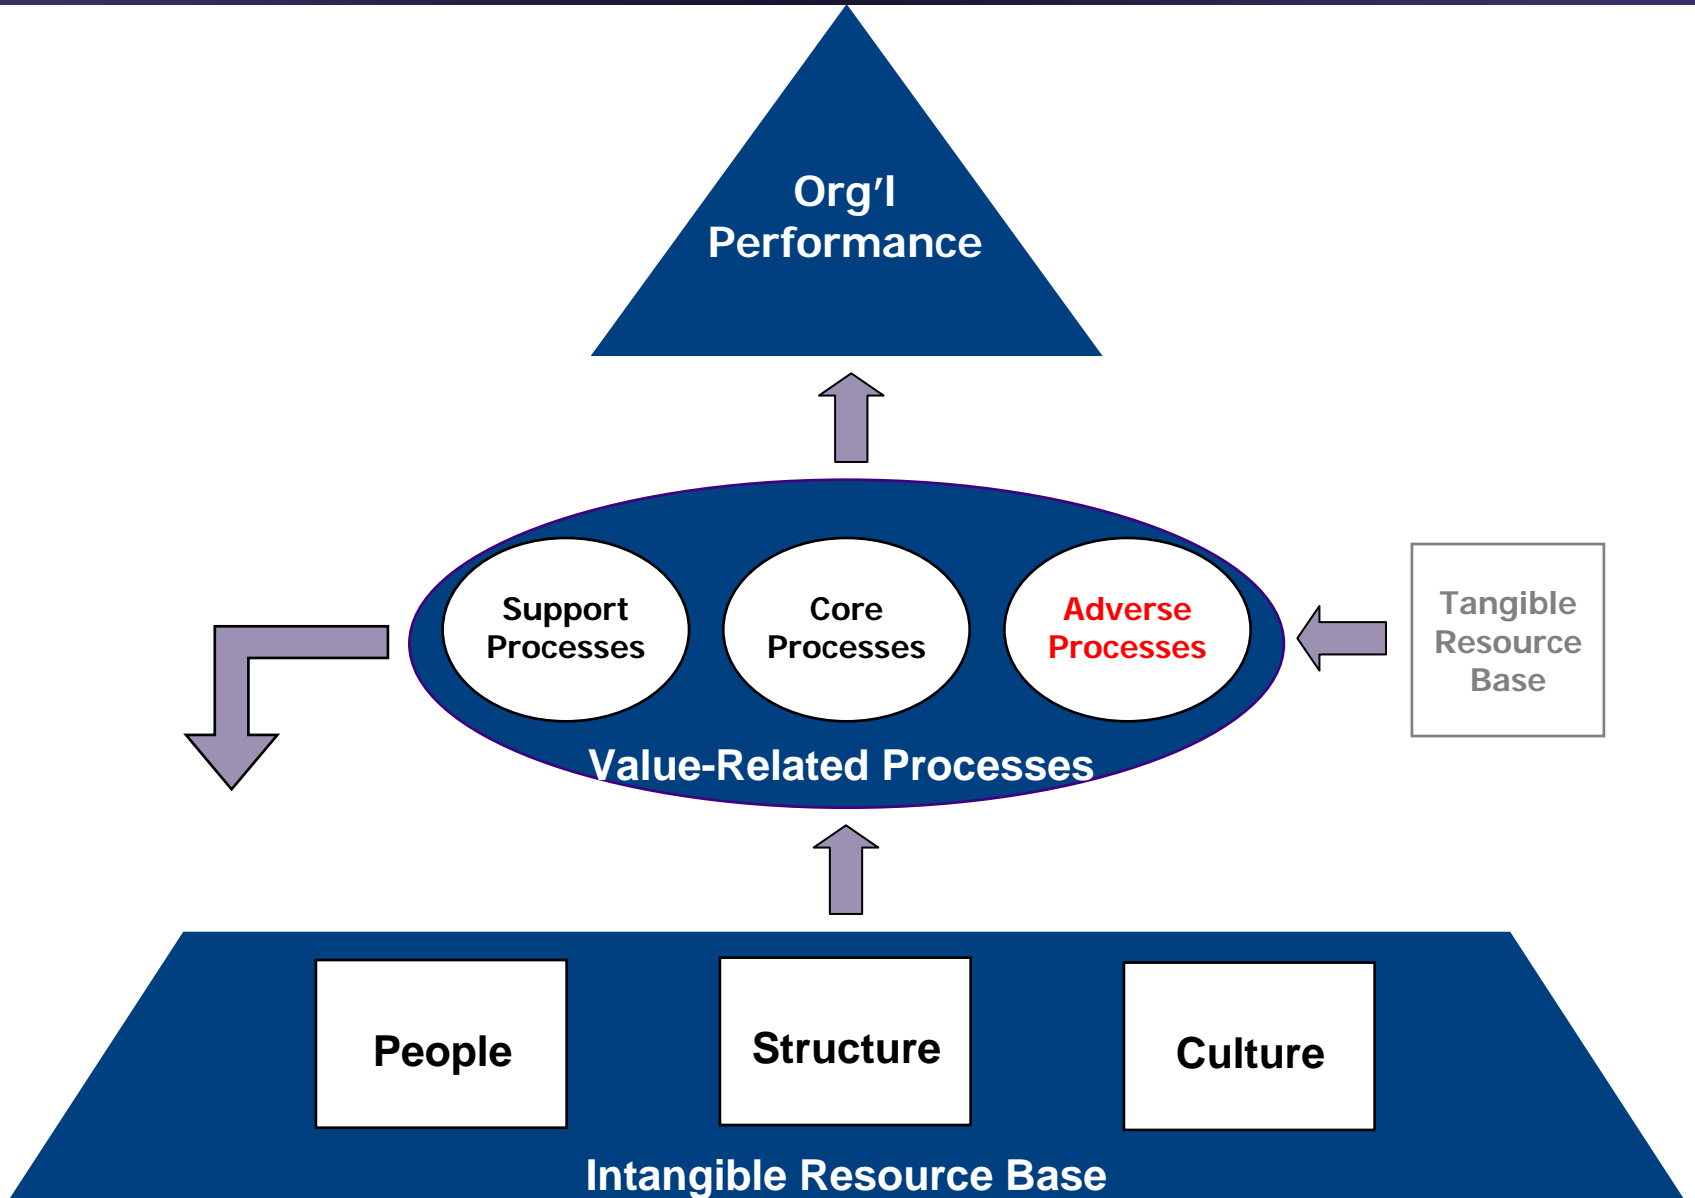 Org'l
Performance
Support
Processes
Core
Processes
Adverse
Processes
Tangible
Resource
Base
Value-Related Processes
People
Structure
Culture
Intangible Resource Base